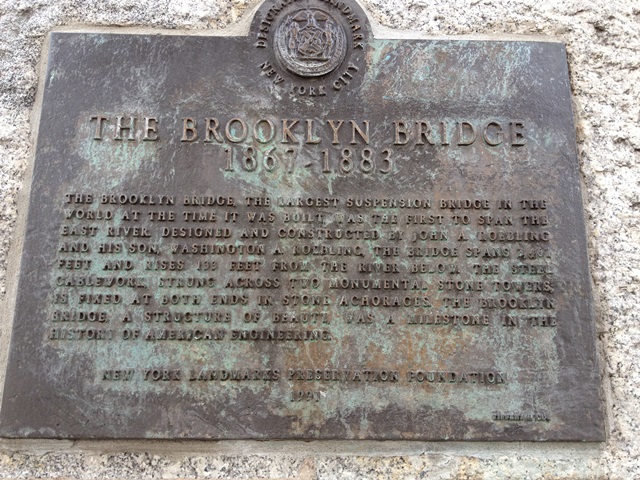 DESIGNATED LANDMARK
NEW YORK CITY
THE BROOKLYN BRIDGE
1867-1883
THE BROOKLYN BRIDGE, THE LARGEST SUSPENSION BRIDGE IN THE
WORLD AT THE TIME IT WAS BUILT, WAS THE FIRST TO SPAN THE
EAST RIVER. DESIGNED AND CONSTRUCTED BY JOHN A. ROEBLING
AND HIS SON, WASHINGTON A. ROEBLING, THE BRIDGE SPANS
FEET AND RISES FEET FROM THE RIVER BELOW. THE STEEL
CABLEWORK, STRUNG ACROSS TWO MONUMENTAL STONE TOWERS,
IS FIXED AT BOTH ENDS IN STONE ACHORAGES. THE BROOKLYN
BRIDGE, A STRUCTURE OF BEAUTY, WAS A MILESTONE IN THE
HISTORY OF AMERICAN ENGINEERING.
NEW YORK LANDMARKS PRESERVATION FOUNDATION
1991